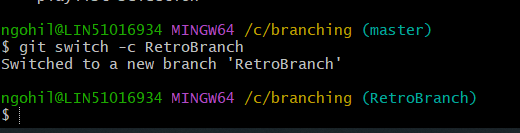 ngohil@LIN51016934 MINGW64 /c/branching (master)
$ git switch -c RetroBranch
Switched to a new branch 'RetroBranch'
ngohil@LIN51016934 MINGW64 /c/branching (RetroBranch)
$